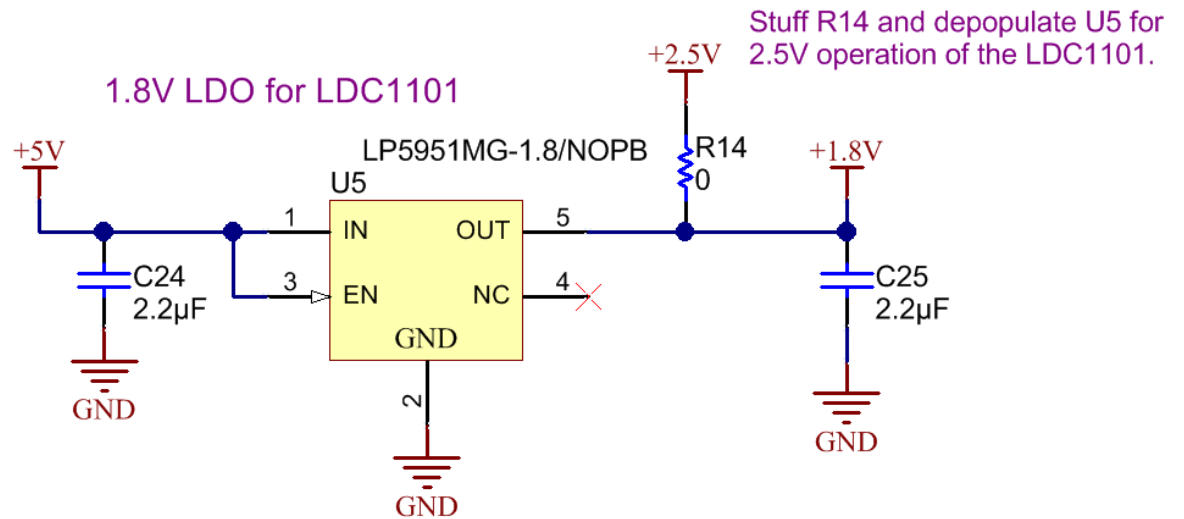 Stuff R14 and depopulate U5 for
2.5V operation of the LDC1101.
+2.5V
1.8V LDO for LDC1101
+5V
LP5951MG-1.8/NOPB
R14
0
+1.8V
U5
1
IN
OUT
5
C24
2.2µF
3
EN
NC
4
C25
2.2µF
GND
2
GND
GND
GND